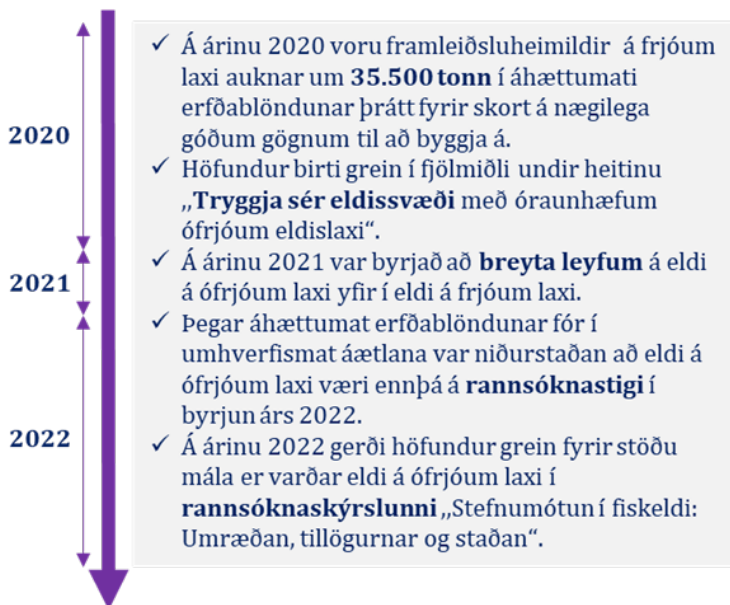 2020
✓ Á árinu 2020 voru framleiðsluheimildir á frjóum
laxi auknar um 35.500 tonn í áhættumati
erfðablöndunar þrátt fyrir skort á nægilega
góðum gögnum til að byggja á.
✓ Höfundur birti grein í fjölmiðli undir heitinu
„Tryggja sér eldissvæði með óraunhæfum
ófrjóum eldislaxi“.
2021
✓ Á árinu 2021 var byrjað að breyta leyfum á eldi
á ófrjóum laxi yfir í eldi á frjóum laxi.
2022
✓ Þegar áhættumat erfðablöndunar fór í
umhverfismat áætlana var niðurstaðan að eldi á
ófrjóum laxi væri ennþá á rannsóknastigi í
byrjun árs 2022.
✓ Á árinu 2022 gerði höfundur grein fyrir stöðu
mála er varðar eldi á ófrjóum laxi í
rannsóknaskýrslunni „Stefnumótun í fiskeldi:
Umræðan, tillögurnar og staðan“.